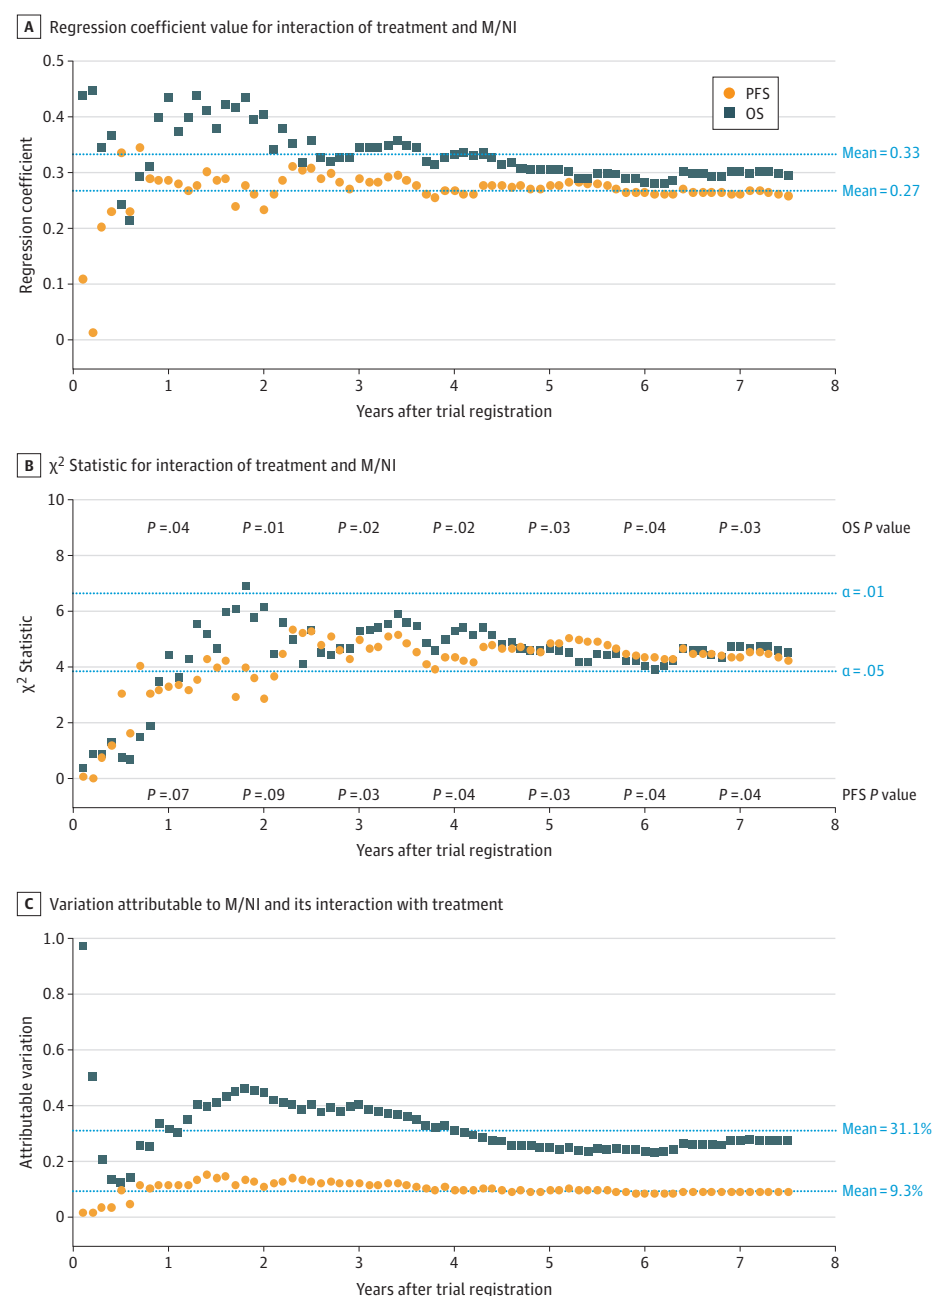 A Regression coefficient value for interaction of treatment and M/NI
0.5
0.4
0.3
0.2
0.1
0
Regression coefficient
PFS
OS
Mean = 0.33
Mean = 0.27
0 1 2 3 4 5 6 7 8
Years after trial registration
B χ2 Statistic for interaction of treatment and M/NI
10
8
6
4
2
0
χ2 Statistic
P =.04 P =.01 P =.02 P =.02 P =.03 P =.04 P =.03 OS P value
α = .01
α = .05
P =.07 P =.09 P =.03 P =.04 P =.03 P =.04 P =.04 PFS P value
0 1 2 3 4 5 6 7 8
Years after trial registration
C Variation attributable to M/NI and its interaction with treatment
1.0
0.8
0.6
0.4
0.2
0
Attributable variation
Mean = 31.1%
Mean = 9.3%
0 1 2 3 4 5 6 7 8
Years after trial registration